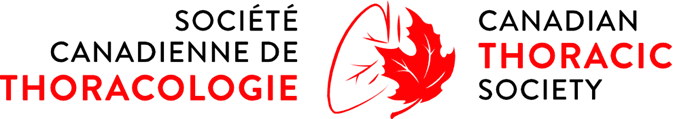 SOCIÉTÉ
CANADIENNE DE
THORACOLOGIE
CANADIAN
THORACIC
SOCIETY